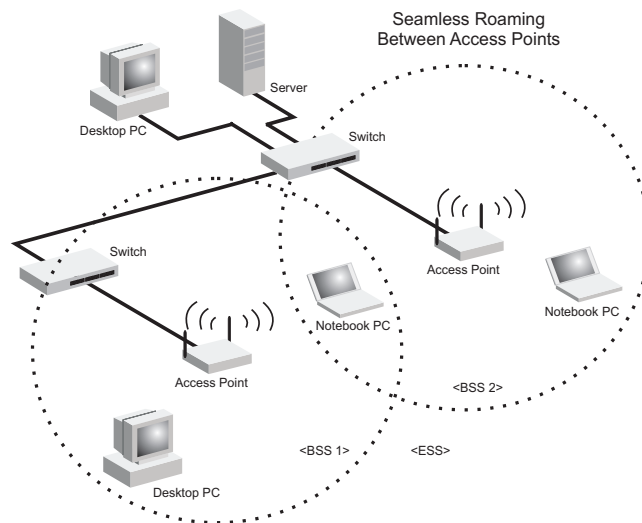 Seamless Roaming
Between Access Points
Server
Desktop PC
Switch
Switch
Access Point
Notebook PC
Notebook PC
Access Point
<BSS 2>
<BSS 1>
<ESS>
Desktop PC